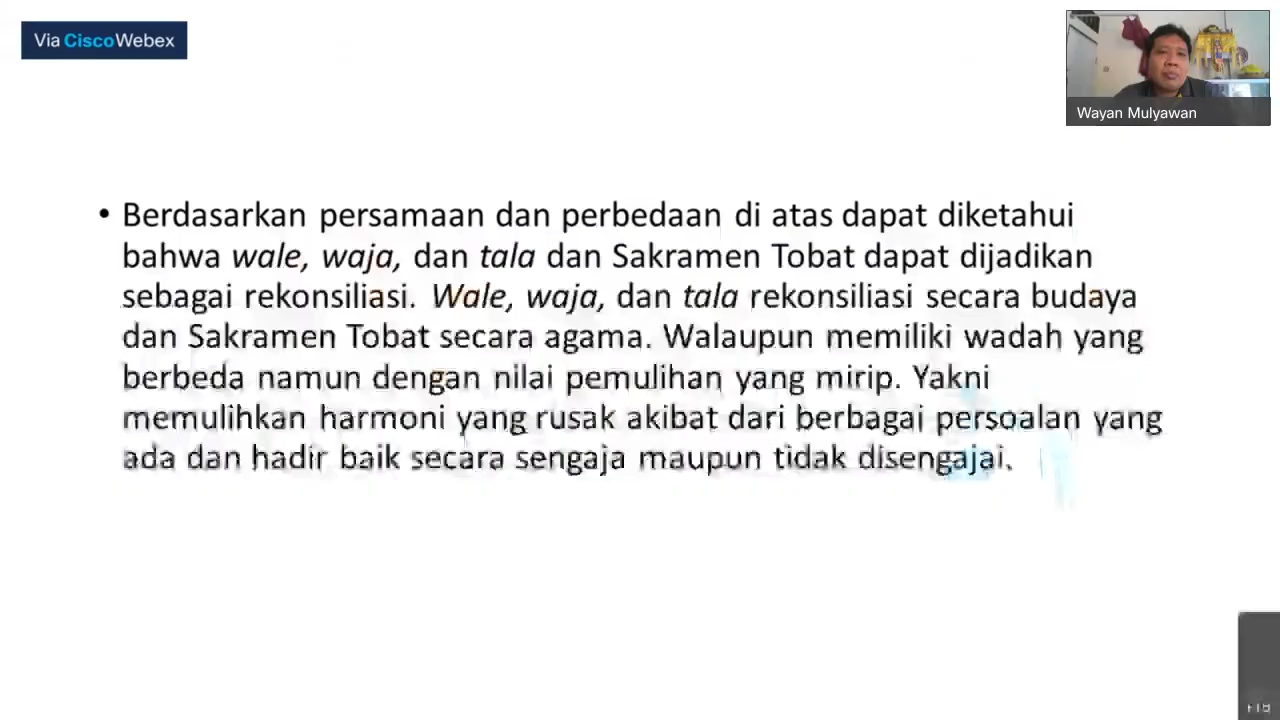 Via Cisco Webex
Wayan Mulyawan
• Berdasarkan persamaan dan perbedaan di atas dapat diketahui
bahwa wale, waja, dan tala dan Sakramen Tobat dapat dijadikan
sebagai rekonsiliasi. Wale, waja, dan tala rekonsiliasi secara budaya
dan Sakramen Tobat secara agama. Walaupun memiliki wadah yang
berbeda namun dengan nilai pemulihan yang mirip. Yakni
memulihkan harmoni yang rusak akibat dari berbagai persoalan yang
ada dan hadir baik secara sengaja maupun tidak disengajai.